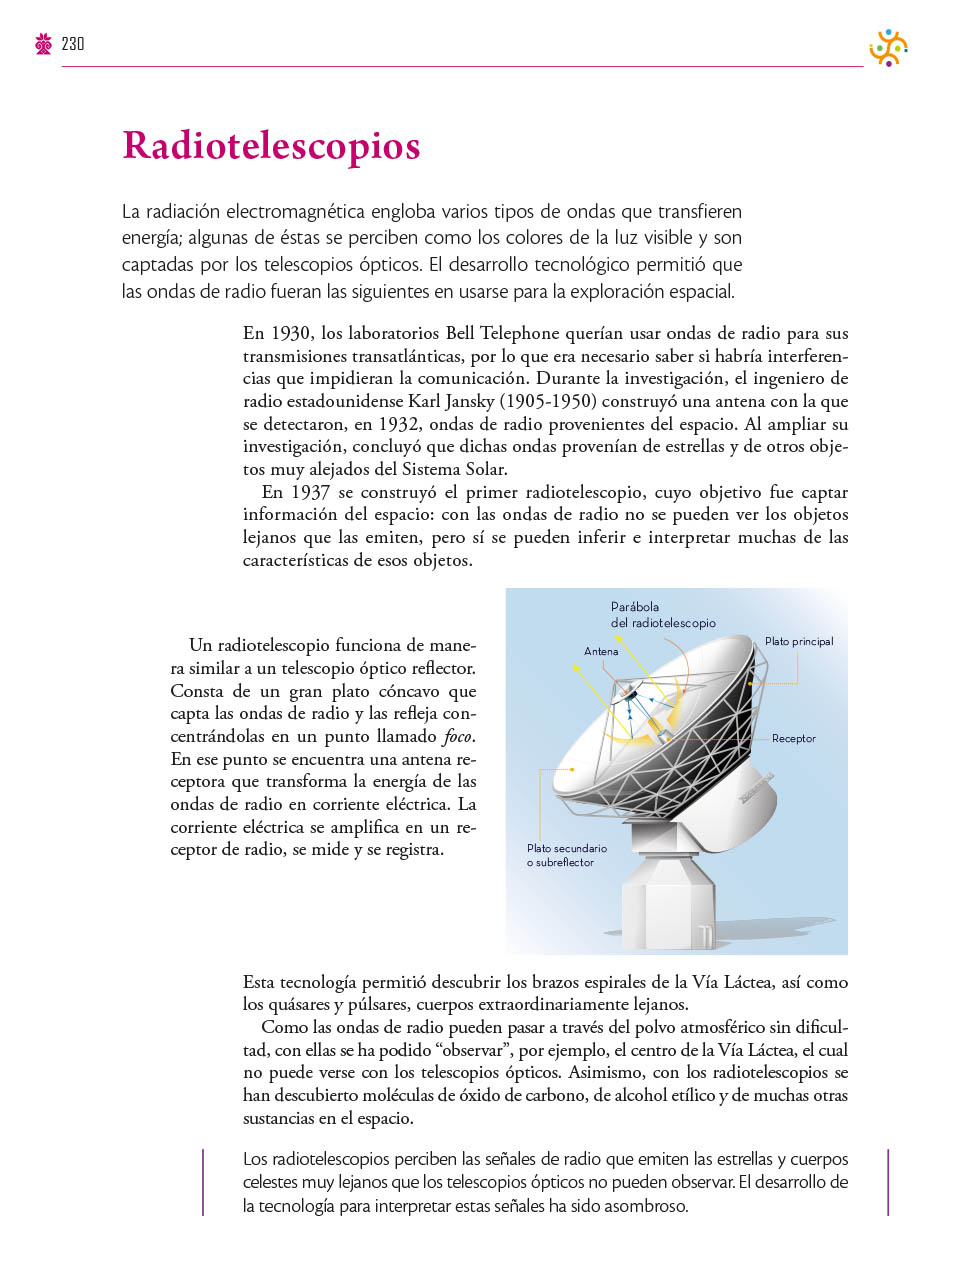 230
Radiotelescopios
La radiación electromagnética engloba varios tipos de ondas que transfieren
energía; algunas de éstas se perciben como los colores de la luz visible y son
captadas por los telescopios ópticos. El desarrollo tecnológico permitió que
las ondas de radio fueran las siguientes en usarse para la exploración espacial.
En 1930, los laboratorios Bell Telephone querían usar ondas de radio para sus
transmisiones transatlánticas, por lo que era necesario saber si habría interferen-
cias que impidieran la comunicación. Durante la investigación, el ingeniero de
radio estadounidense Karl Jansky (1905-1950) construyó una antena con la que
se detectaron, en 1932, ondas de radio provenientes del espacio. Al ampliar su
investigación, concluyó que dichas ondas provenían de estrellas y de otros obje-
tos muy alejados del Sistema Solar.
En 1937 se construyó el primer radiotelescopio, cuyo objetivo fue captar
información del espacio: con las ondas de radio no se pueden ver los objetos
lejanos que las emiten, pero sí se pueden inferir e interpretar muchas de las
características de esos objetos.
Un radiotelescopio funciona de mane-
ra similar a un telescopio óptico reflector.
Consta de un gran plato cóncavo que
capta las ondas de radio y las refleja con-
centrándolas en un punto llamado foco.
En ese punto se encuentra una antena re-
ceptora que transforma la energía de las
ondas de radio en corriente eléctrica. La
corriente eléctrica se amplifica en un re-
ceptor de radio, se mide y se registra.
Parábola
del radiotelescopio
Plato principal
Antena
Receptor
Plato secundario
o subreflector
Esta tecnología permitió descubrir los brazos espirales de la Vía Láctea, así como
los quásares y púlsares, cuerpos extraordinariamente lejanos.
Como las ondas de radio pueden pasar a través del polvo atmosférico sin dificul-
tad, con ellas se ha podido “observar”, por ejemplo, el centro de la Vía Láctea, el cual
no puede verse con los telescopios ópticos. Asimismo, con los radiotelescopios se
han descubierto moléculas de óxido de carbono, de alcohol etílico y de muchas otras
sustancias en el espacio.
Los radiotelescopios perciben las señales de radio que emiten las estrellas y cuerpos
celestes muy lejanos que los telescopios ópticos no pueden observar. El desarrollo de
la tecnología para interpretar estas señales ha sido asombroso.